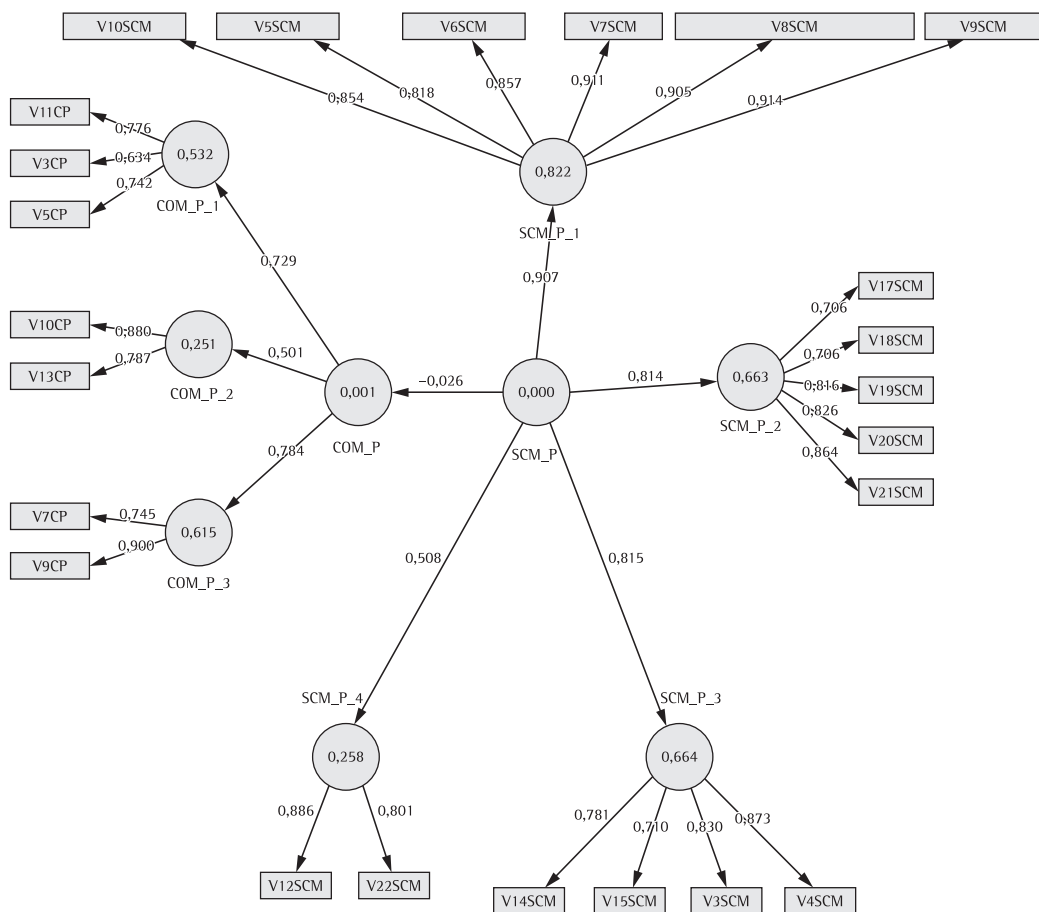 V10SCM
V5SCM
V6SCM
V7SCM
V8SCM
V9SCM
0,854
0,818
0,857
0,911
0,905
0,914
V11CP
V3CP
V5CP
0,776
0,634
0,742
0,532
COM_P_1
0,822
SCM_P_1
0,729
0,907
V10CP
V13CP
0,880
0,787
0,251
COM_P_2
0,501
0,001
COM_P
−0,026
0,000
SCM_P
0,814
0,663
SCM_P_2
V17SCM
V18SCM
V19SCM
V20SCM
V21SCM
0,706
0,706
0,816
0,826
0,864
0,784
V7CP
V9CP
0,745
0,900
0,615
COM_P_3
0,508
0,815
SCM_P_4
0,258
0,886
0,801
V12SCM
V22SCM
SCM_P_3
0,664
0,781
0,710
0,830
0,873
V14SCM
V15SCM
V3SCM
V4SCM